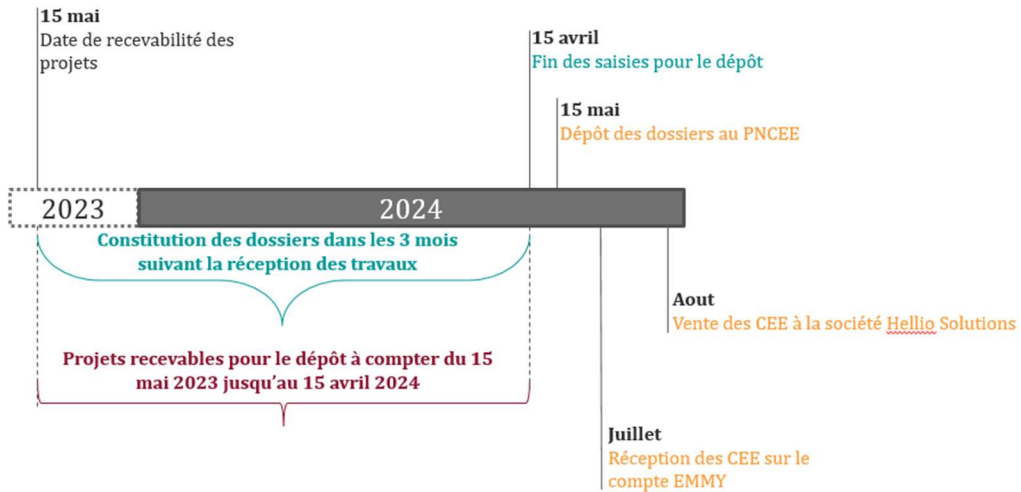 15 mai
Date de recevabilité des
projets
15 avril
Fin des saisies pour le dépôt
15 mai
Dépôt des dossiers au PNCEE
2023
2024
Constitution des dossiers dans les 3 mois
suivant la réception des travaux
Aout
Vente des CEE à la société Hellio Solutions
Projets recevables pour le dépôt à compter du 15
mai 2023 jusqu'au 15 avril 2024
Juillet
Réception des CEE sur le
compte EMMY